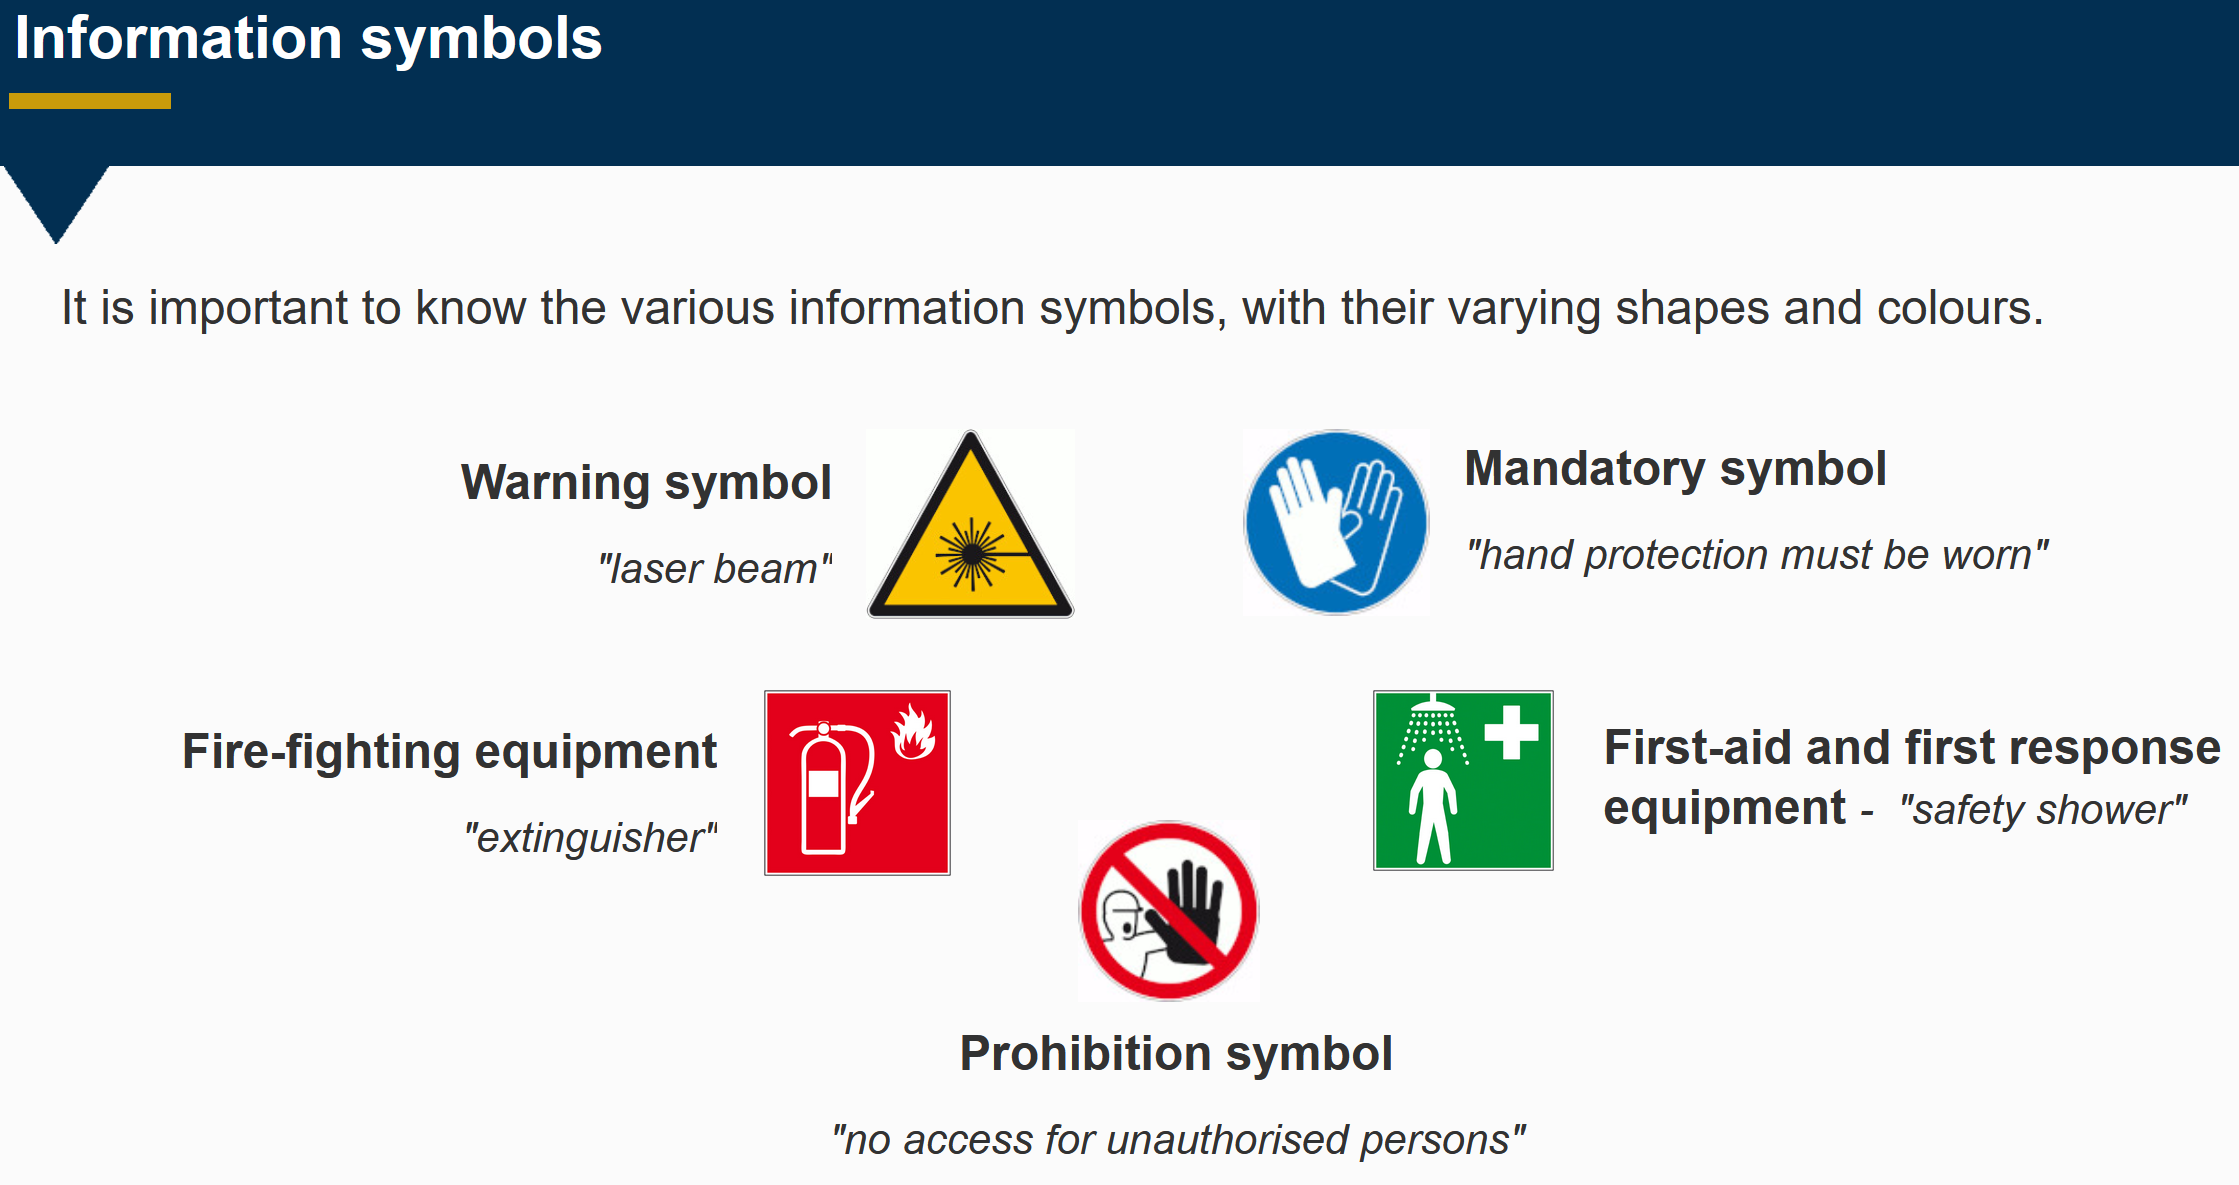 Information symbols
It is important to know the various information symbols, with their varying shapes and colours.
Warning symbol
"laser beam"
Mandatory symbol
"hand protection must be worn"
Fire-fighting equipment
"extinguisher"
First-aid and first response
equipment - "safety shower"
Prohibition symbol
"no access for unauthorised persons"